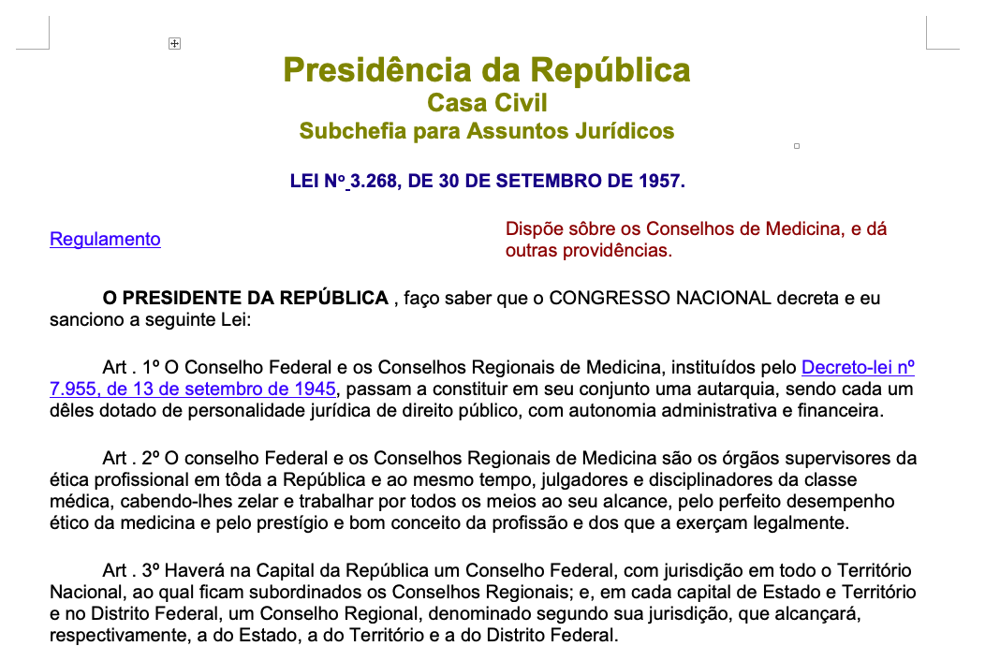 Presidência da República
Casa Civil
Subchefia para Assuntos Jurídicos
LEI Nº 3.268, DE 30 DE SETEMBRO DE 1957.
Regulamento
Dispõe sôbre os Conselhos de Medicina, e dá
outras providências.
O PRESIDENTE DA REPÚBLICA , faço saber que o CONGRESSO NACIONAL decreta e eu
sanciono a seguinte Lei:
Art . 1º O Conselho Federal e os Conselhos Regionais de Medicina, instituídos pelo Decreto-lei nº
7.955, de 13 de setembro de 1945, passam a constituir em seu conjunto uma autarquia, sendo cada um
dêles dotado de personalidade jurídica de direito público, com autonomia administrativa e financeira.
Art . 2º O conselho Federal e os Conselhos Regionais de Medicina são os órgãos supervisores da
ética profissional em tôda a República e ao mesmo tempo, julgadores e disciplinadores da classe
médica, cabendo-lhes zelar e trabalhar por todos os meios ao seu alcance, pelo perfeito desempenho
ético da medicina e pelo prestígio e bom conceito da profissão e dos que a exerçam legalmente.
Art . 3º Haverá na Capital da República um Conselho Federal, com jurisdição em todo o Território
Nacional, ao qual ficam subordinados os Conselhos Regionais; e, em cada capital de Estado e Território
e no Distrito Federal, um Conselho Regional, denominado segundo sua jurisdição, que alcançará,
respectivamente, a do Estado, a do Território e a do Distrito Federal.